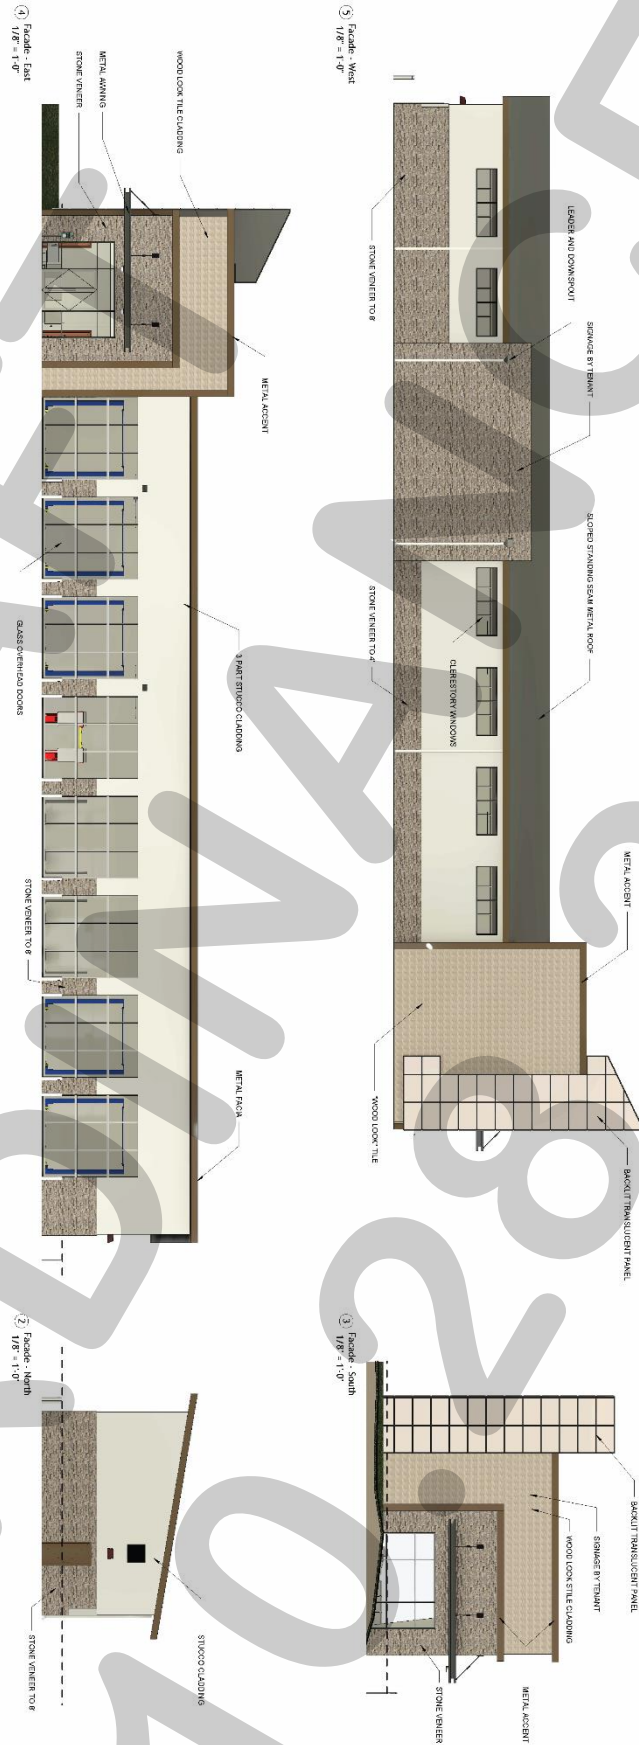 5
Facade - West
1/8" = 1'-0"
STONE VENEER TO 8'
LEADER AND DOWNSPOUT
SIGNAGE BY TENANT
SLOPED STANDING SEAM METAL ROOF
STONE VENEER TO 4'
CLERESTORY WINDOWS
METAL ACCENT
"WOOD LOOK" TILE
BACKLIT TRANSLUCENT PANEL
3
Facade - South
1/8" = 1'-0"
BACKLIT TRANSLUCENT PANEL
SIGNAGE BY TENANT
WOOD LOOK STILE CLADDING
METAL ACCENT
STONE VENEER
4
Facade - East
1/8" = 1'-0"
STONE VENEER
METAL AWNING
WOOD LOOK TILE CLADDING
METAL ACCENT
GLASS OVERHEAD DOORS
3 PART STUCCO CLADDING
STONE VENEER TO 6'
METAL FACIA
2
Facade - North
1/8" = 1'-0"
STUCCO CLADDING
STONE VENEER TO 6'